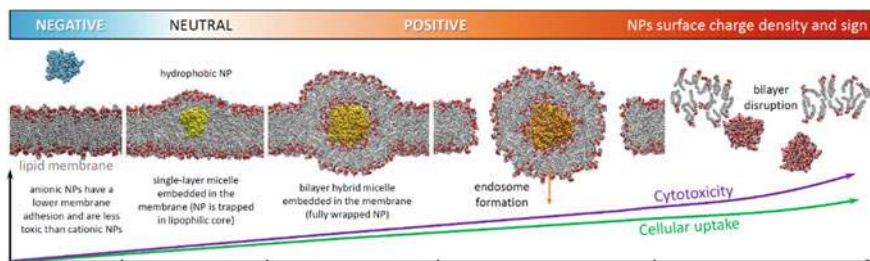 NEGATIVE
NEUTRAL
POSITIVE
NPs surface charge density and sign
hydrophobic NP
bilayer
disruption
lipid membrane
anionic NPs have a
lower membrane
adhesion and are less
toxic than cationic NPs
single-layer micelle
embedded in the
membrane (NP is trapped
in lipophilic core)
bilayer hybrid micelle
embedded in the membrane
(fully wrapped NP)
endosome
formation
Cytotoxicity
Cellular uptake